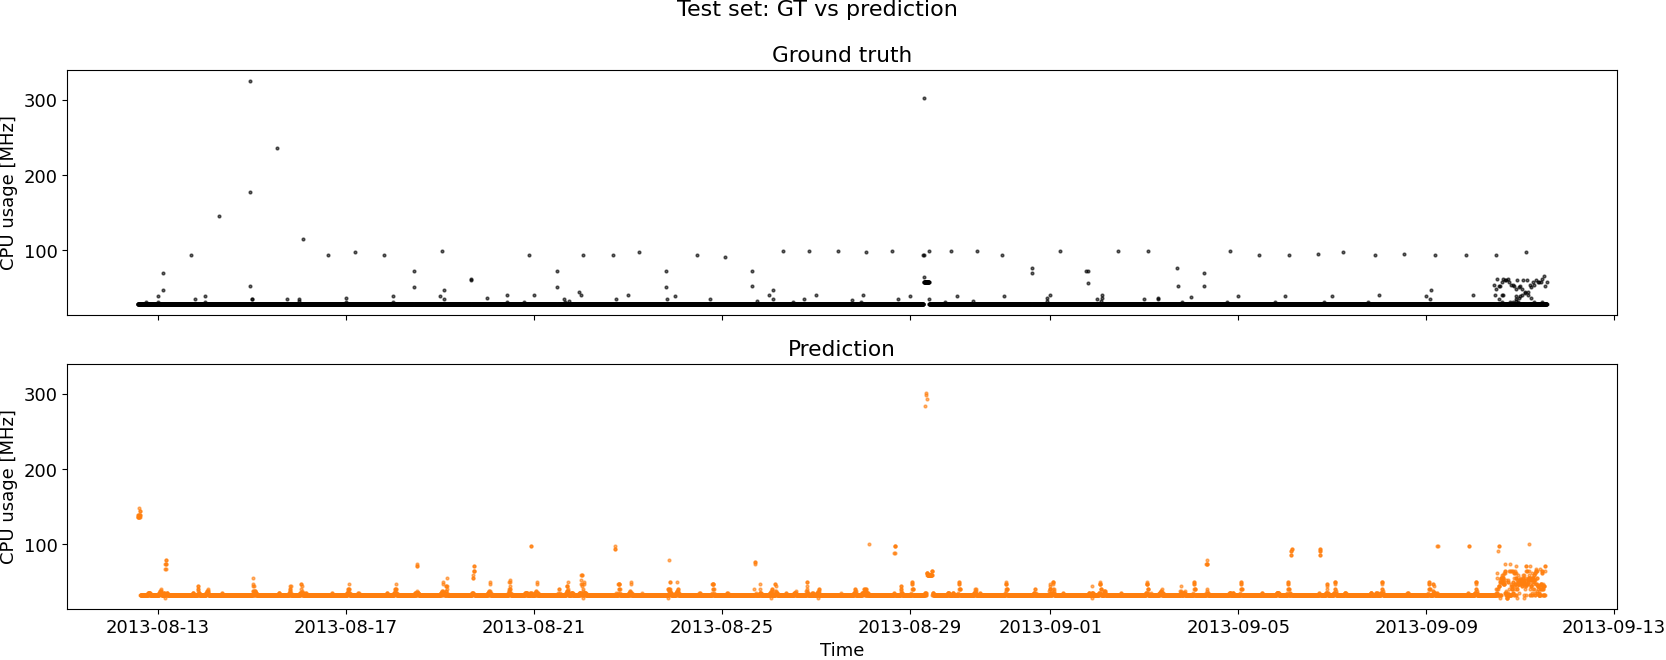 Test set: GT vs prediction
Ground truth
CPU usage [MHz]
300
200
100
Prediction
CPU usage [MHz]
300
200
100
2013-08-13 2013-08-17 2013-08-21 2013-08-25 2013-08-29 2013-09-01 2013-09-05 2013-09-09 2013-09-13
Time